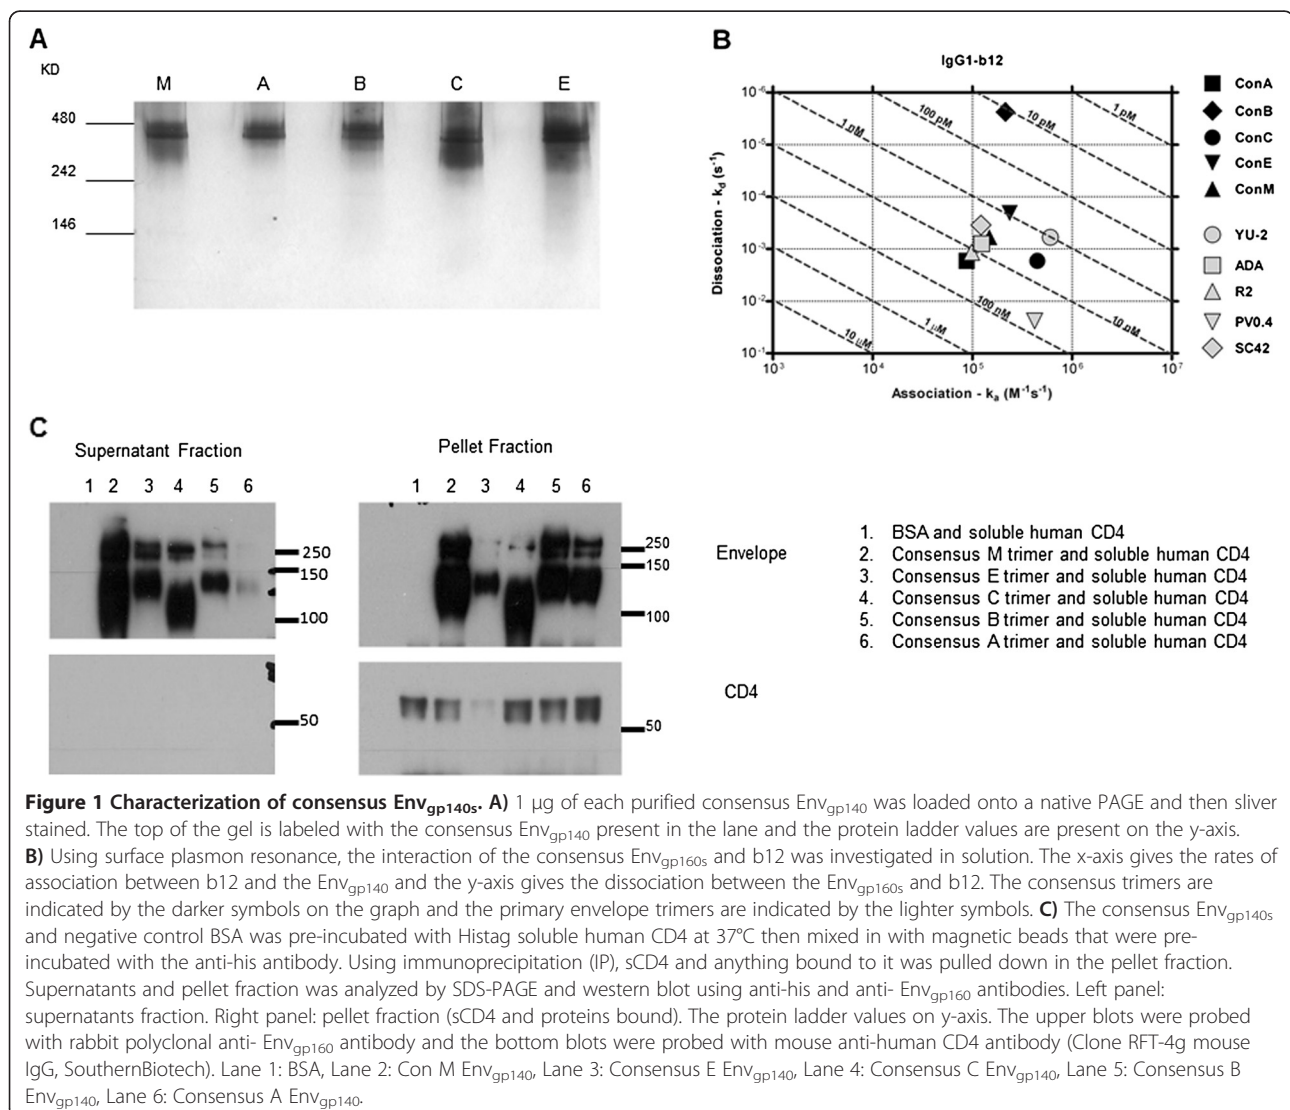 A
KD
M A B C E
480
242
146
B
IgG1-b12
Dissociation - kd (s-1)
10-6
10-5
10-4
10-3
10-2
10-1
1 pM
100 pM
10 pM
1 pM
10 µM
1 µM
100 nM
10 nM
103 104 105 106 107
Association - ka (M-1s-1)
ConA
ConB
ConC
ConE
ConM
YU-2
ADA
R2
PV0.4
SC42
C
Supernatant Fraction
1 2 3 4 5 6
250
150
100
50
Pellet Fraction
1 2 3 4 5 6
250
150
100
50
Envelope
CD4
1. BSA and soluble human CD4
2. Consensus M trimer and soluble human CD4
3. Consensus E trimer and soluble human CD4
4. Consensus C trimer and soluble human CD4
5. Consensus B trimer and soluble human CD4
6. Consensus A trimer and soluble human CD4
Figure 1 Characterization of consensus Envgp140s. A) 1 µg of each purified consensus Envgp140 was loaded onto a native PAGE and then sliver
stained. The top of the gel is labeled with the consensus Envgp140 present in the lane and the protein ladder values are present on the y-axis.
B) Using surface plasmon resonance, the interaction of the consensus Envgp160s and b12 was investigated in solution. The x-axis gives the rates of
association between b12 and the Envgp140 and the y-axis gives the dissociation between the Envgp160s and b12. The consensus trimers are
indicated by the darker symbols on the graph and the primary envelope trimers are indicated by the lighter symbols. C) The consensus Envgp140s
and negative control BSA was pre-incubated with Histag soluble human CD4 at 37°C then mixed in with magnetic beads that were pre-
incubated with the anti-his antibody. Using immunoprecipitation (IP), sCD4 and anything bound to it was pulled down in the pellet fraction.
Supernatants and pellet fraction was analyzed by SDS-PAGE and western blot using anti-his and anti- Envgp160 antibodies. Left panel:
supernatants fraction. Right panel: pellet fraction (sCD4 and proteins bound). The protein ladder values on y-axis. The upper blots were probed
with rabbit polyclonal anti- Envgp160 antibody and the bottom blots were probed with mouse anti-human CD4 antibody (Clone RFT-4g mouse
IgG, SouthernBiotech). Lane 1: BSA, Lane 2: Con M Envgp140, Lane 3: Consensus E Envgp140, Lane 4: Consensus C Envgp140, Lane 5: Consensus B
Envgp140, Lane 6: Consensus A Envgp140.